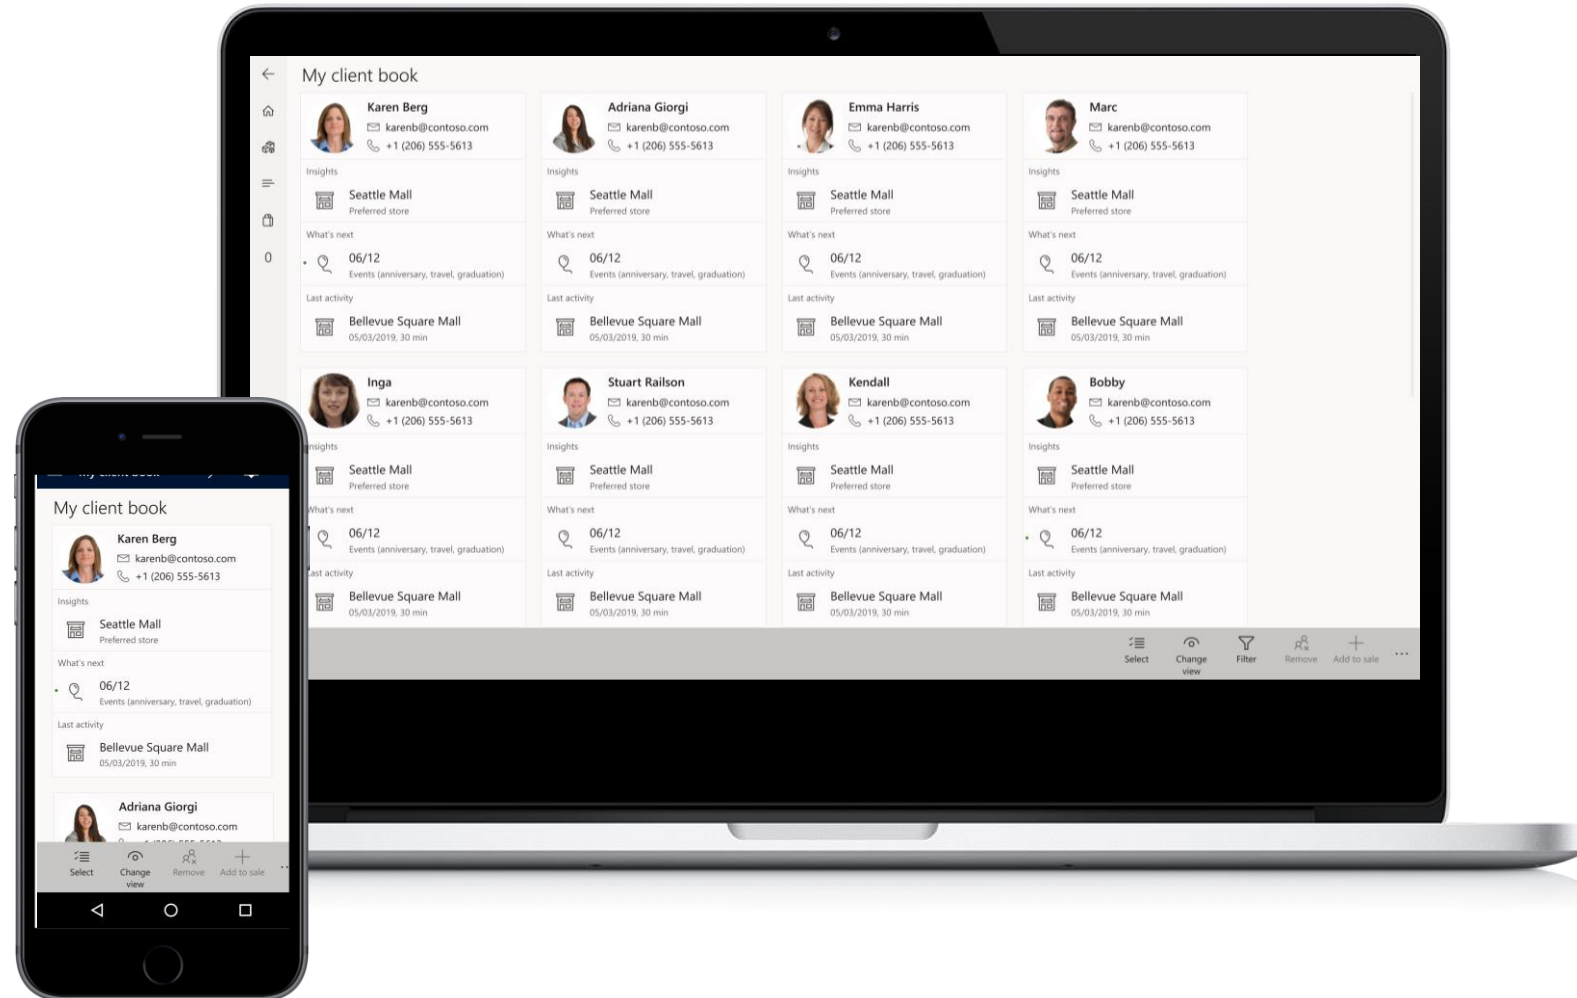 My client book
Karen Berg
karenb@contoso.com
+1 (206) 555-5613
Insights
Seattle Mall
Preferred store
What's next
06/12
Events (anniversary, travel, graduation)
Last activity
Bellevue Square Mall
05/03/2019, 30 min
Adriana Giorgi
karenb@contoso.com
+1 (206) 555-5613
Insights
Seattle Mall
Preferred store
What's next
06/12
Events (anniversary, travel, graduation)
Last activity
Bellevue Square Mall
05/03/2019, 30 min
Emma Harris
karenb@contoso.com
+1 (206) 555-5613
Insights
Seattle Mall
Preferred store
What's next
06/12
Events (anniversary, travel, graduation)
Last activity
Bellevue Square Mall
05/03/2019, 30 min
Marc
karenb@contoso.com
+1 (206) 555-5613
Insights
Seattle Mall
Preferred store
What's next
06/12
Events (anniversary, travel, graduation)
Last activity
Bellevue Square Mall
05/03/2019, 30 min
0
Inga
karenb@contoso.com
+1 (206) 555-5613
Insights
Seattle Mall
Preferred store
What's next
06/12
Events (anniversary, travel, graduation)
Last activity
Bellevue Square Mall
05/03/2019, 30 min
Stuart Railson
karenb@contoso.com
+1 (206) 555-5613
Insights
Seattle Mall
Preferred store
What's next
06/12
Events (anniversary, travel, graduation)
Last activity
Bellevue Square Mall
05/03/2019, 30 min
Kendall
karenb@contoso.com
+1 (206) 555-5613
Insights
Seattle Mall
Preferred store
What's next
06/12
Events (anniversary, travel, graduation)
Last activity
Bellevue Square Mall
05/03/2019, 30 min
Bobby
karenb@contoso.com
+1 (206) 555-5613
Insights
Seattle Mall
Preferred store
What's next
06/12
Events (anniversary, travel, graduation)
Last activity
Bellevue Square Mall
05/03/2019, 30 min
Select
Change view
Filter
Remove
Add to sale
...
My client book
My client book
Karen Berg
karenb@contoso.com
+1 (206) 555-5613
Insights
Seattle Mall
Preferred store
What's next
06/12
Events (anniversary, travel, graduation)
Last activity
Bellevue Square Mall
05/03/2019, 30 min
Adriana Giorgi
karenb@contoso.com
Select
Change view
Remove
Add to sale